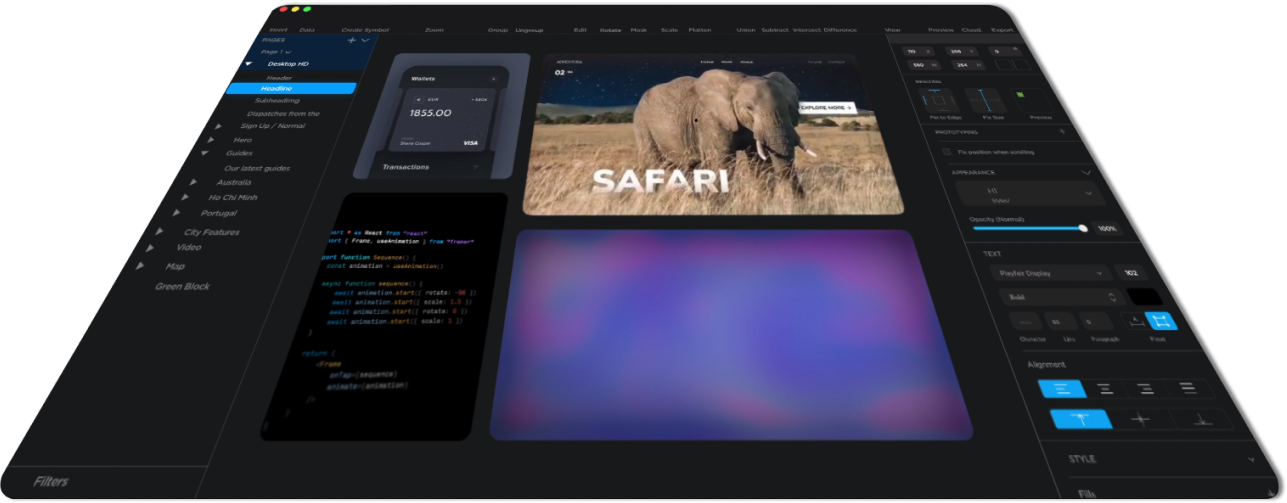 Insert Data Create Symbol Zoom Group Ungroup Edit Rotate Mask Scale Flatten Union Subtract Intersect Difference View Preview Cloud Export
PAGES
Page 1
Desktop HD
Header
Headline
Subheading
Dispatches from the
Sign Up / Normal
Hero
Guides
Our latest guides
Australia
Ho Chi Minh
Portugal
City Features
Video
Map
Green Block
Filters
Wallets
EUR
1855.00
VISA
Transactions
02
EXPLORE MORE
SAFARI
port * as React from "react"
port { Frame, useAnimation } from "framer"
port function Sequence() {
const animation = useAnimation()
async function sequence() {
await animation.start({ rotate: -90 })
await animation.start({ scale: 1.5 })
await animation.start({ rotate: 0 })
await animation.start({ scale: 1 })
}
return (
<Frame
onTap={sequence}
animate={animation}
/>
)
}
RESIZING
Pin to Edge Fix Size Preview
PROTOTYPING
Fix position when scrolling
APPEARANCE
H1
Opacity (Normal)
100%
TEXT
Playfair Display 102
Bold
Character Line Paragraph Fixed
Alignment
STYLE
Fills